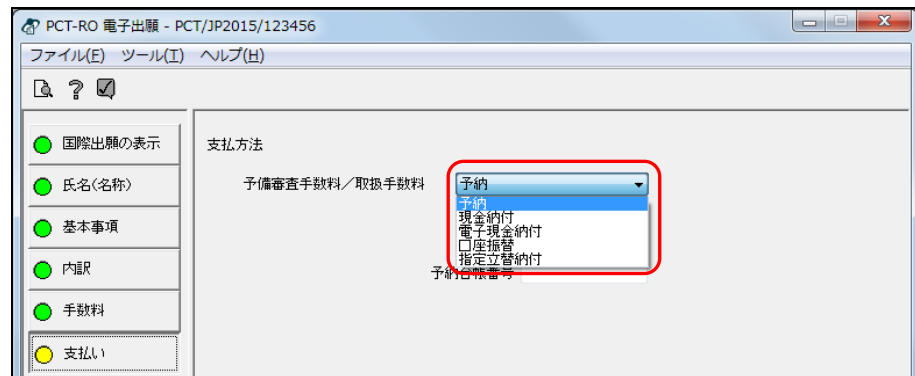 PCT-RO 電子出願 - PCT/JP2015/123456
ファイル(F) ツール(T) ヘルプ(H)
国際出願の表示
支払方法
氏名(名称)
予備審査手数料／取扱手数料
予納
予納
基本事項
現金納付
電子現金納付
口座振替
内訳
指定立替納付
予納台帳番号
手数料
支払い